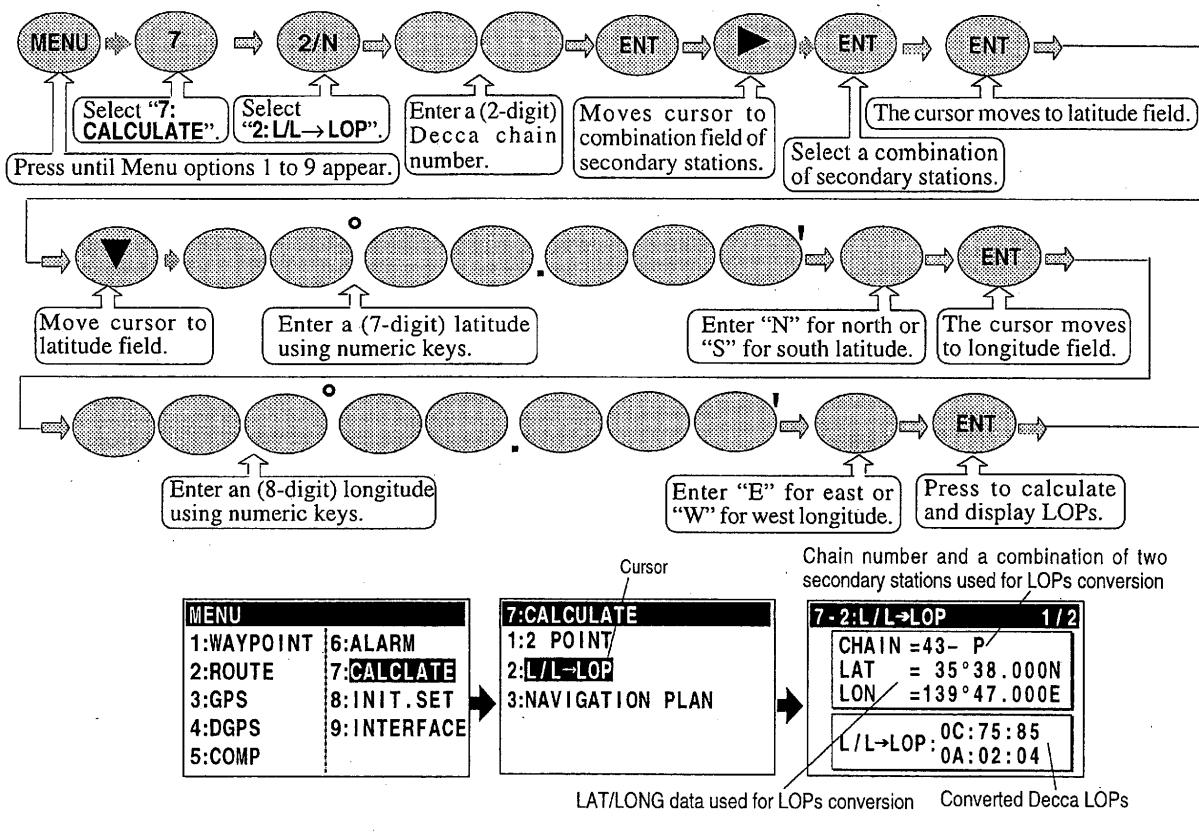 MENU 7 2/N ENT ENT ENT
Select "7:
CALCULATE".
Select
"2: L/L→LOP".
Enter a (2-digit)
Decca chain
number.
Moves cursor to
combination field of
secondary stations.
Select a combination
of secondary stations.
The cursor moves to latitude field.
Press until Menu options 1 to 9 appear.
° . ' ENT
Move cursor to
latitude field.
Enter a (7-digit) latitude
using numeric keys.
Enter "N" for north or
"S" for south latitude.
The cursor moves
to longitude field.
° . ' ENT
Enter an (8-digit) longitude
using numeric keys.
Enter "E" for east or
"W" for west longitude.
Press to calculate
and display LOPs.
Cursor
Chain number and a combination of two
secondary stations used for LOPs conversion
MENU
1:WAYPOINT 6:ALARM
2:ROUTE 7:CALCLATE
3:GPS 8:INIT.SET
4:DGPS 9:INTERFACE
5:COMP
7:CALCULATE
1:2 POINT
2:L/L→LOP
3:NAVIGATION PLAN
7-2:L/L→LOP 1/2
CHAIN =43- P
LAT = 35°38.000N
LON =139°47.000E
L/L→LOP: 0C:75:85
0A:02:04
LAT/LONG data used for LOPs conversion
Converted Decca LOPs